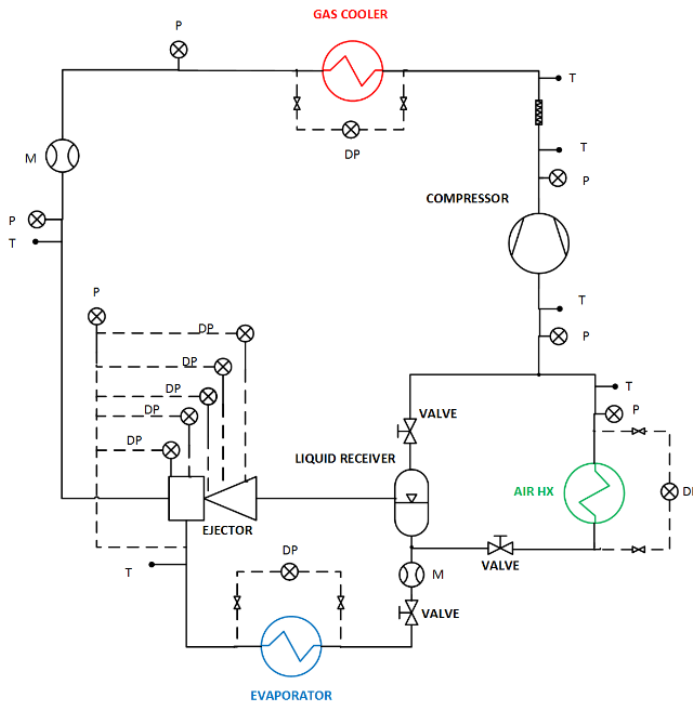 GAS COOLER
P
T
DP
M
T
P
COMPRESSOR
P
T
T
P
P
DP
DP
DP
DP
DP
T
P
VALVE
LIQUID RECEIVER
AIR HX
EJECTOR
VALVE
T
DP
M
VALVE
EVAPORATOR